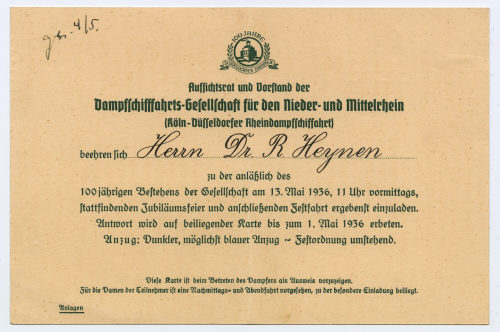 4/5.
100 JAHRE
Aufsichtsrat und Vorstand der
Dampfschifffahrts-Gesellschaft für den Nieder- und Mittelrhein
(Köln-Düsseldorfer Rheindampfschiffahrt)
beehren sich Herrn Dr. R. Heynen
zu der anläßlich des
100jährigen Bestehens der Gesellschaft am 13. Mai 1936, 11 Uhr vormittags,
stattfindenden Jubiläumsfeier und anschließenden Festfahrt ergebenst einzuladen.
Antwort wird auf beiliegender Karte bis zum 1. Mai 1936 erbeten.
Anzug: Dunkler, möglichst blauer Anzug ~ Festordnung umstehend.
Diese Karte ist beim Betreten des Dampfers als Ausweis vorzuzeigen.
Für die Damen der Teilnehmer ist eine Nachmittags- und Abendfahrt vorgesehen, zu der besondere Einladung beiliegt.
Anlagen